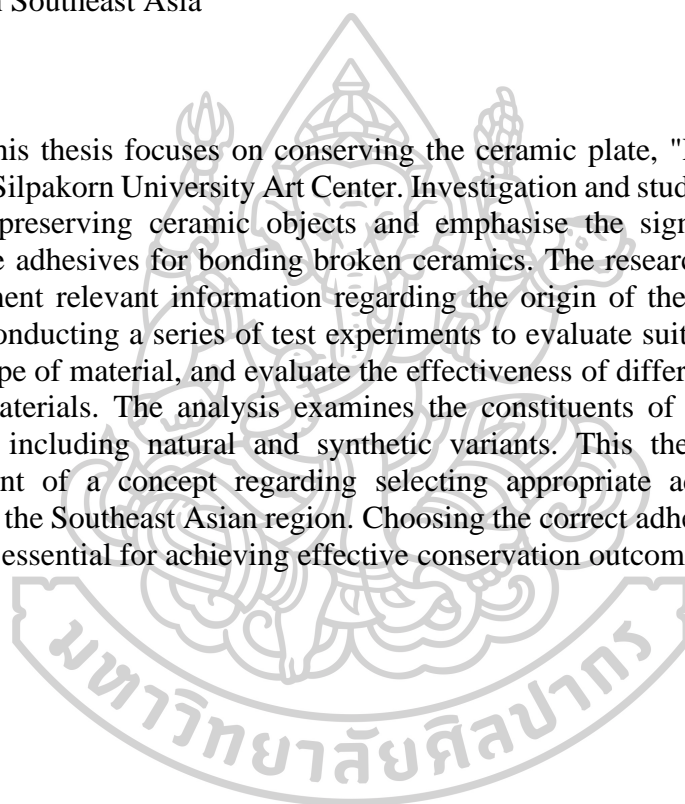 Southeast Asia
his thesis focuses on conserving the ceramic plate, "
Silpakorn University Art Center. Investigation and stud
preserving ceramic objects and emphasise the sign
e adhesives for bonding broken ceramics. The researc
nent relevant information regarding the origin of the
onducting a series of test experiments to evaluate suit
pe of material, and evaluate the effectiveness of differ
aterials. The analysis examines the constituents of
including natural and synthetic variants. This the
nt of a concept regarding selecting appropriate a
the Southeast Asian region. Choosing the correct adhe
essential for achieving effective conservation outcom
มหาวิทยาลัยศิลปากร